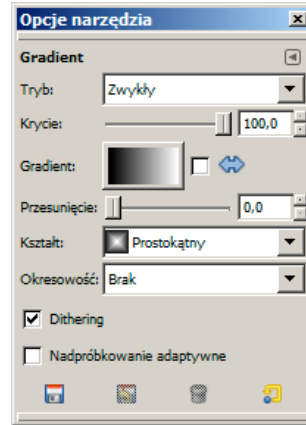 Opcje narzędzia
Gradient
Tryb: Zwykły
Krycie: 100,0
Gradient:
Przesunięcie: 0,0
Kształt: Prostokątny
Okresowość: Brak
Dithering
Nadpróbkowanie adaptywne